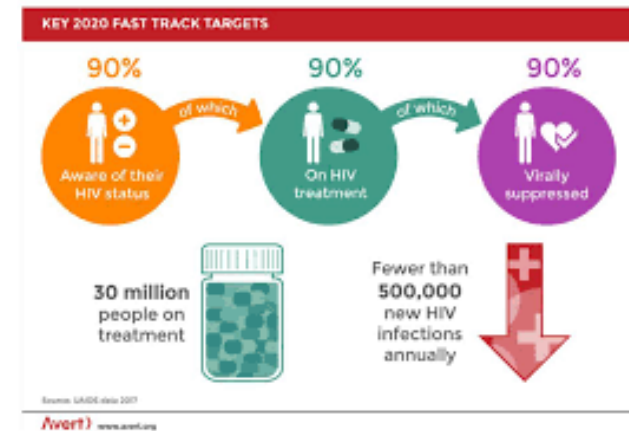 KEY 2020 FAST TRACK TARGETS
90%
90%
90%
of which
of which
Aware of their
HIV status
On HIV
treatment
Virally
suppressed
30 million
people on
treatment
Fewer than
500,000
new HIV
infections
annually
Source: UNAIDS data 2017
Avert) www.avert.org